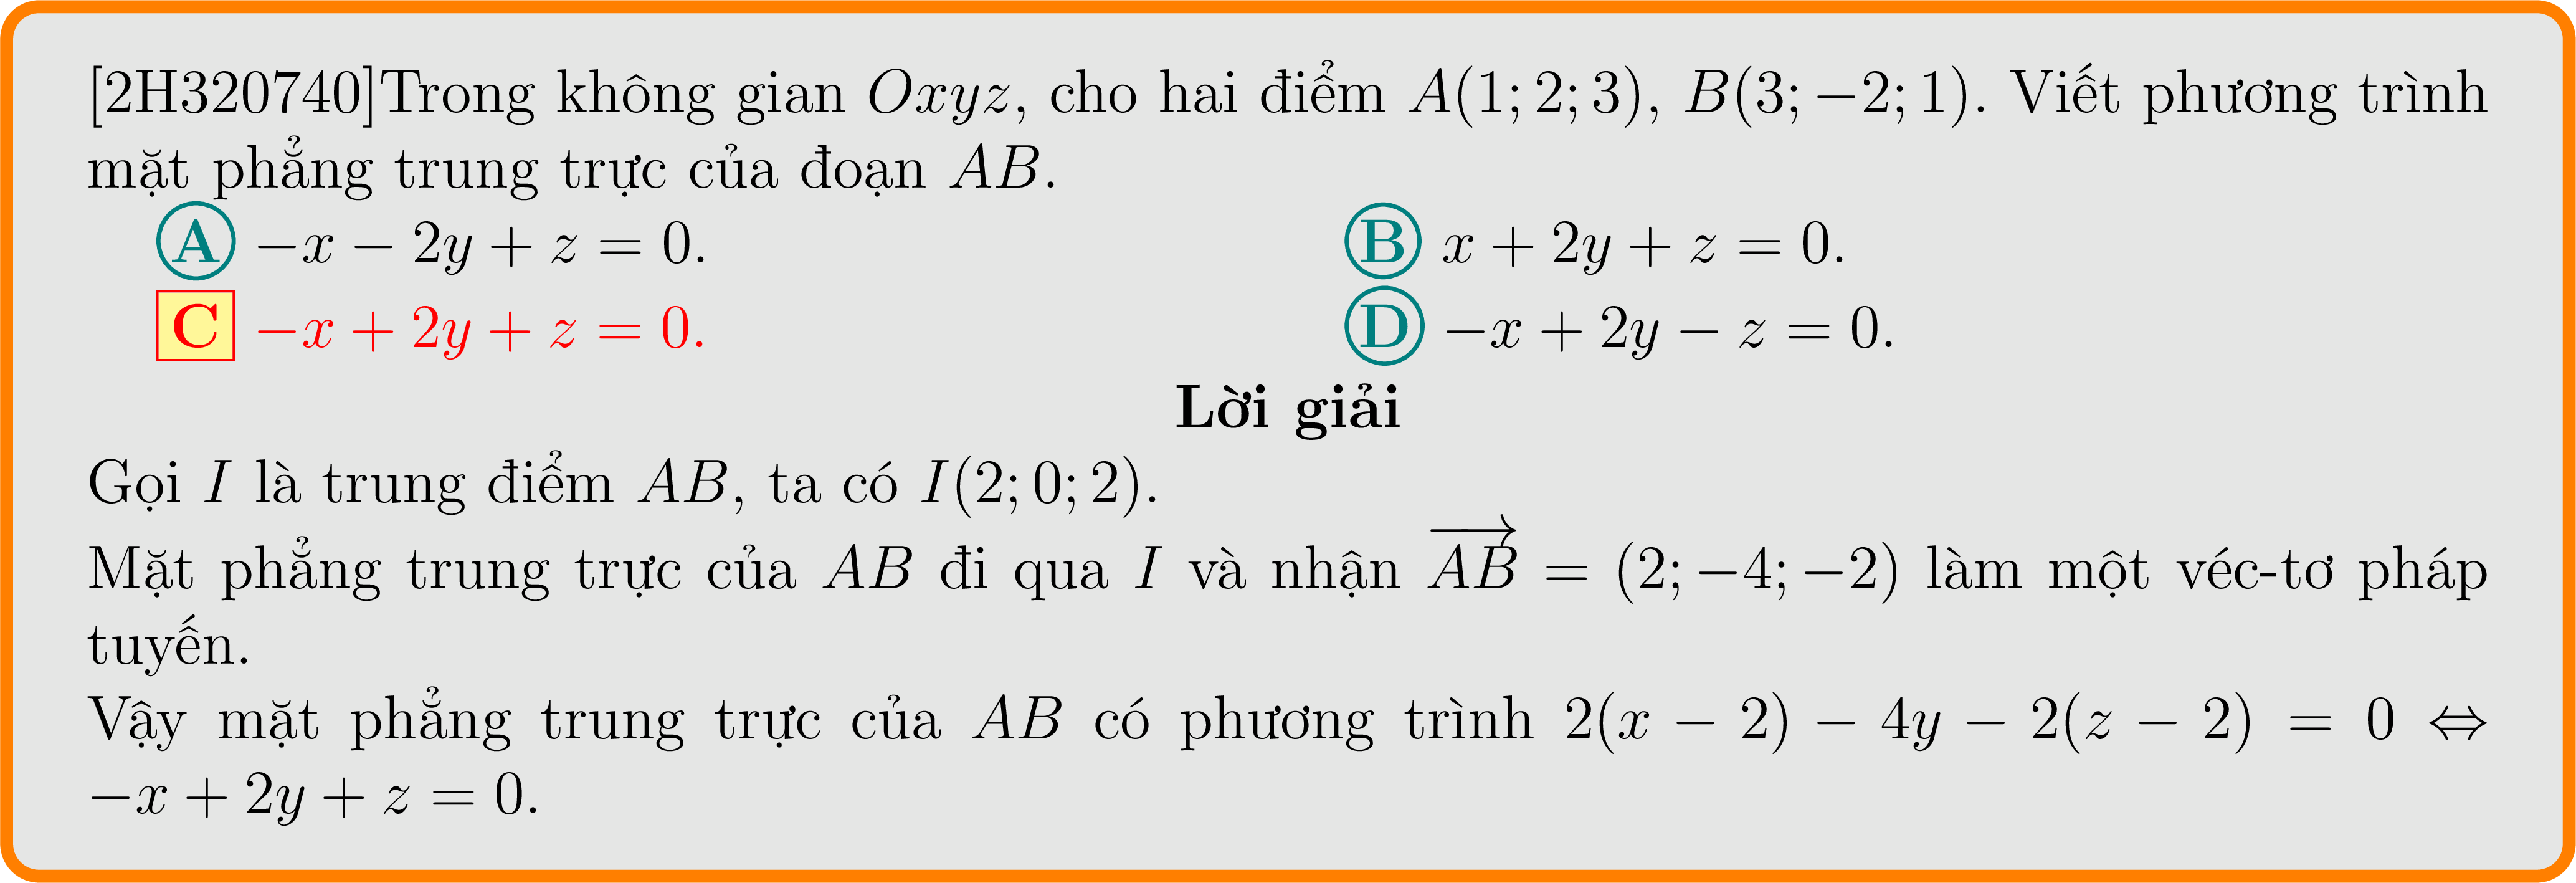 [2H320740]Trong không gian Oxyz, cho hai điểm A(1; 2; 3), B(3; −2; 1). Viết phương trình
mặt phẳng trung trực của đoạn AB.
A −x − 2y + z = 0. B x + 2y + z = 0.
C −x + 2y + z = 0. D −x + 2y − z = 0.
Lời giải
Gọi I là trung điểm AB, ta có I(2; 0; 2).
Mặt phẳng trung trực của AB đi qua I và nhận \overrightarrow{AB} = (2; −4; −2) làm một véc-tơ pháp
tuyến.
Vậy mặt phẳng trung trực của AB có phương trình 2(x − 2) − 4y − 2(z − 2) = 0 ⇔
−x + 2y + z = 0.